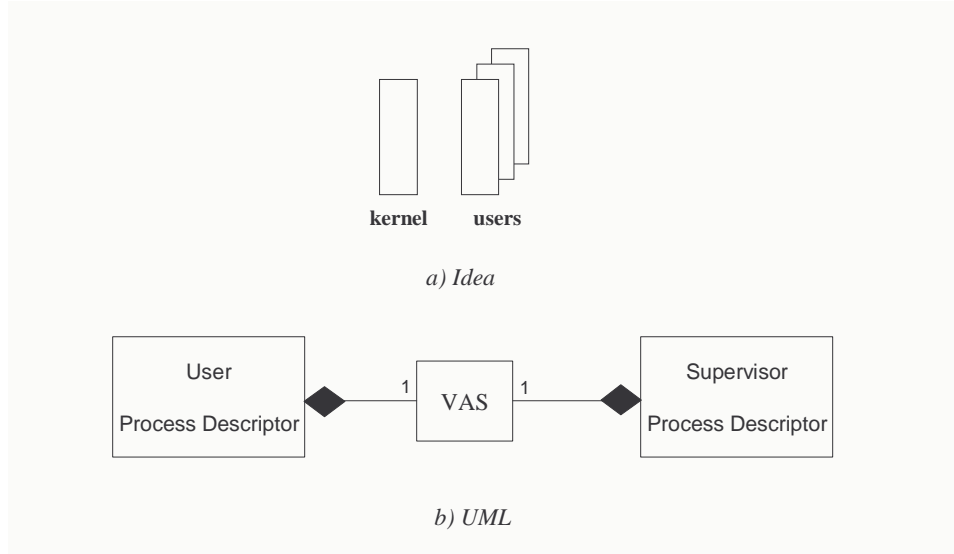 kernel users
a) Idea
User
Process Descriptor
1
VAS
1
Supervisor
Process Descriptor
b) UML